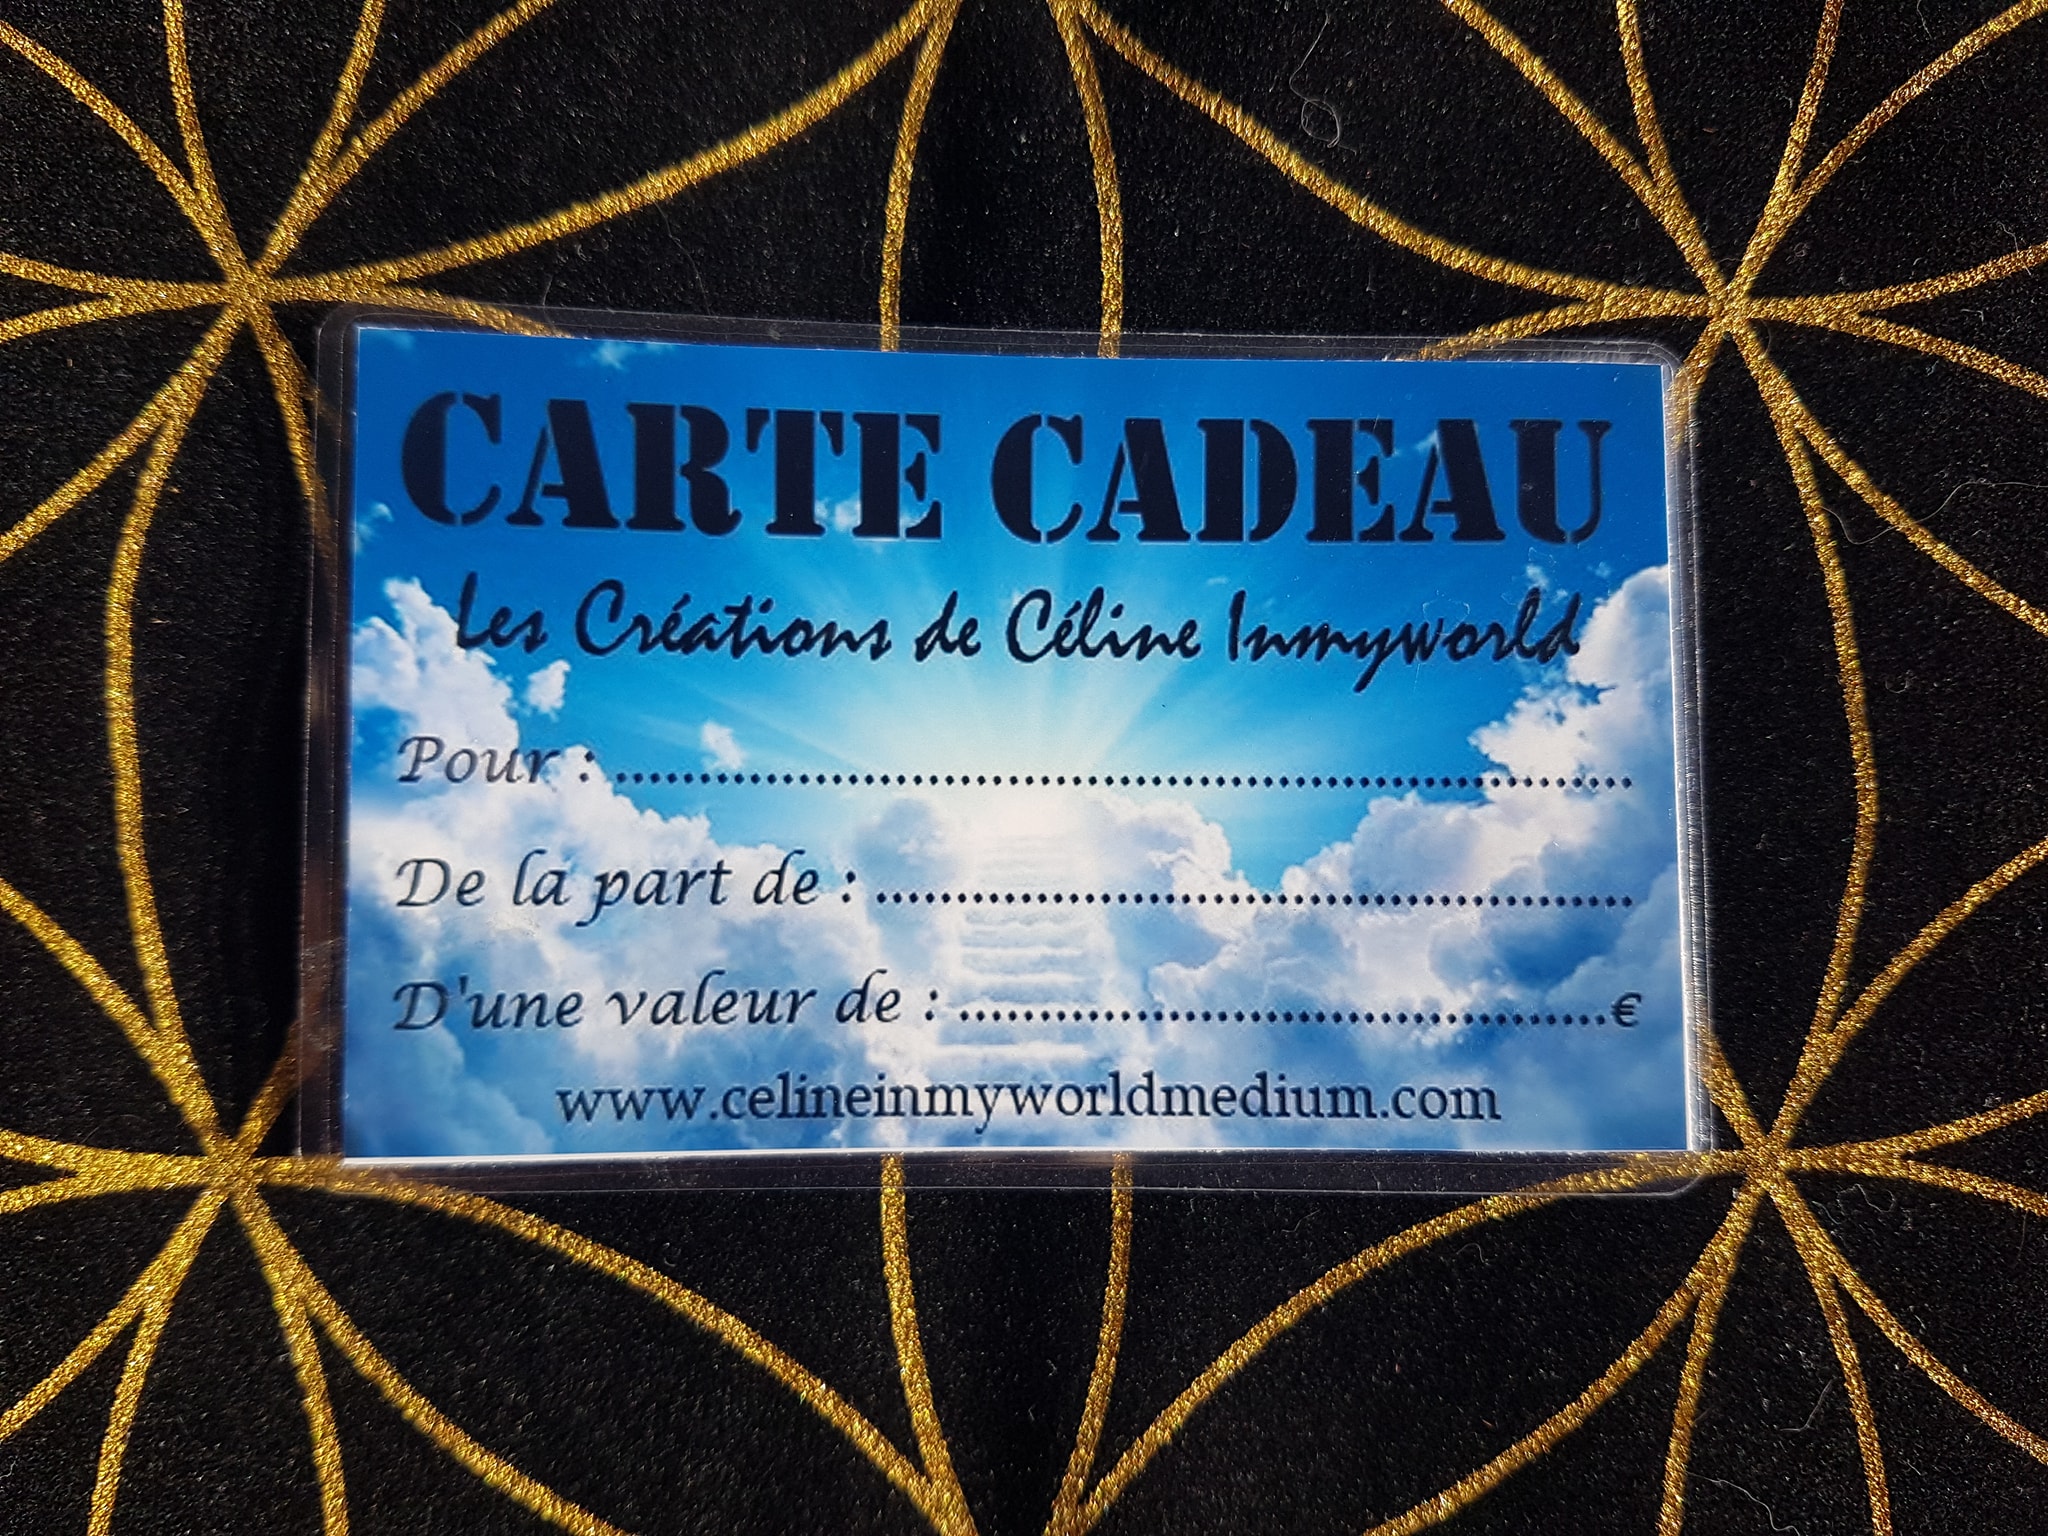 CARTE CADEAU
Les Créations de Céline Inmyworld
Pour : ..........................................................................
De la part de : .......................................................
D'une valeur de : ...............................................€
www.celineinmyworldmedium.com